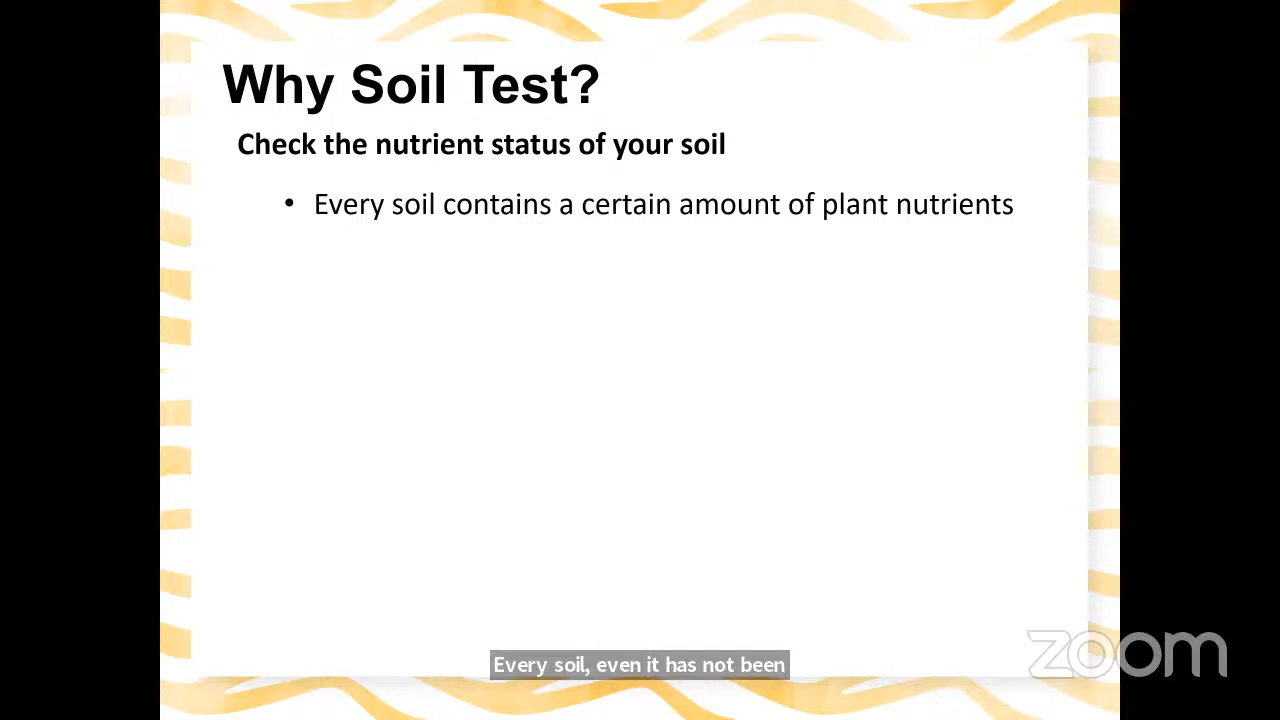 Why Soil Test?
Check the nutrient status of your soil
• Every soil contains a certain amount of plant nutrients
Every soil, even it has not been
zoom